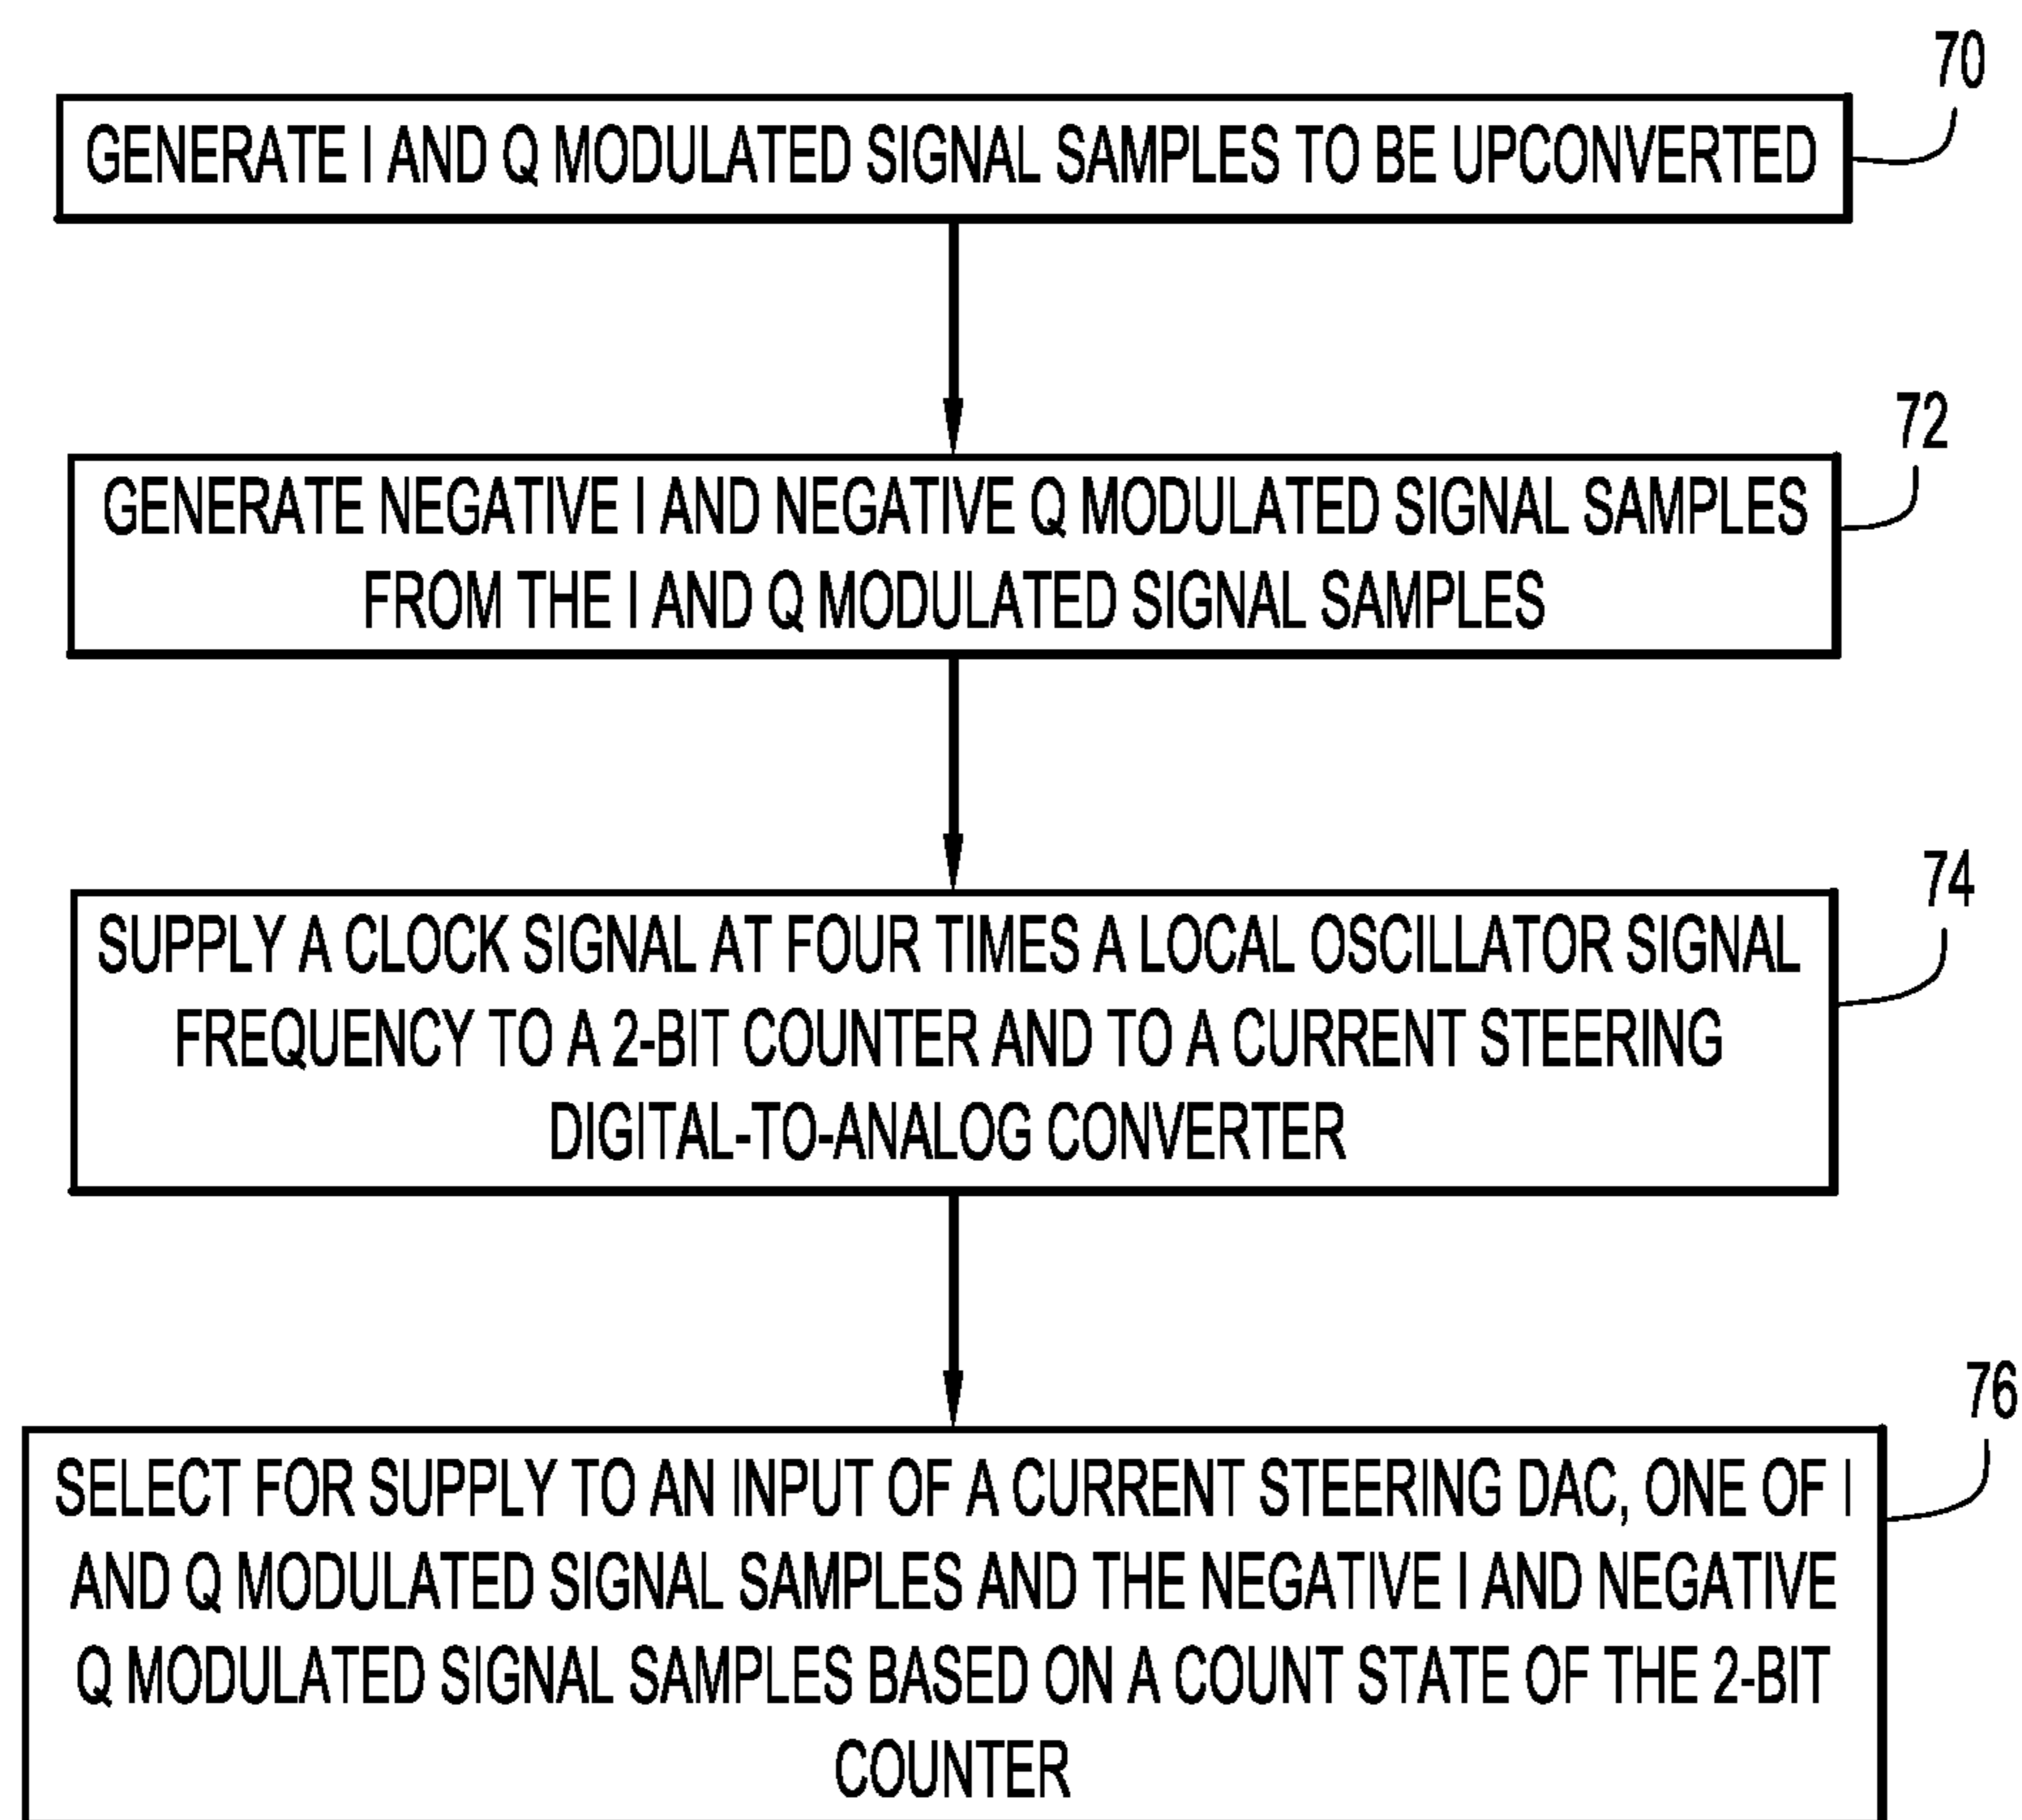 70
GENERATE I AND Q MODULATED SIGNAL SAMPLES TO BE UPCONVERTED
72
GENERATE NEGATIVE I AND NEGATIVE Q MODULATED SIGNAL SAMPLES
FROM THE I AND Q MODULATED SIGNAL SAMPLES
74
SUPPLY A CLOCK SIGNAL AT FOUR TIMES A LOCAL OSCILLATOR SIGNAL
FREQUENCY TO A 2-BIT COUNTER AND TO A CURRENT STEERING
DIGITAL-TO-ANALOG CONVERTER
76
SELECT FOR SUPPLY TO AN INPUT OF A CURRENT STEERING DAC, ONE OF I
AND Q MODULATED SIGNAL SAMPLES AND THE NEGATIVE I AND NEGATIVE
Q MODULATED SIGNAL SAMPLES BASED ON A COUNT STATE OF THE 2-BIT
COUNTER